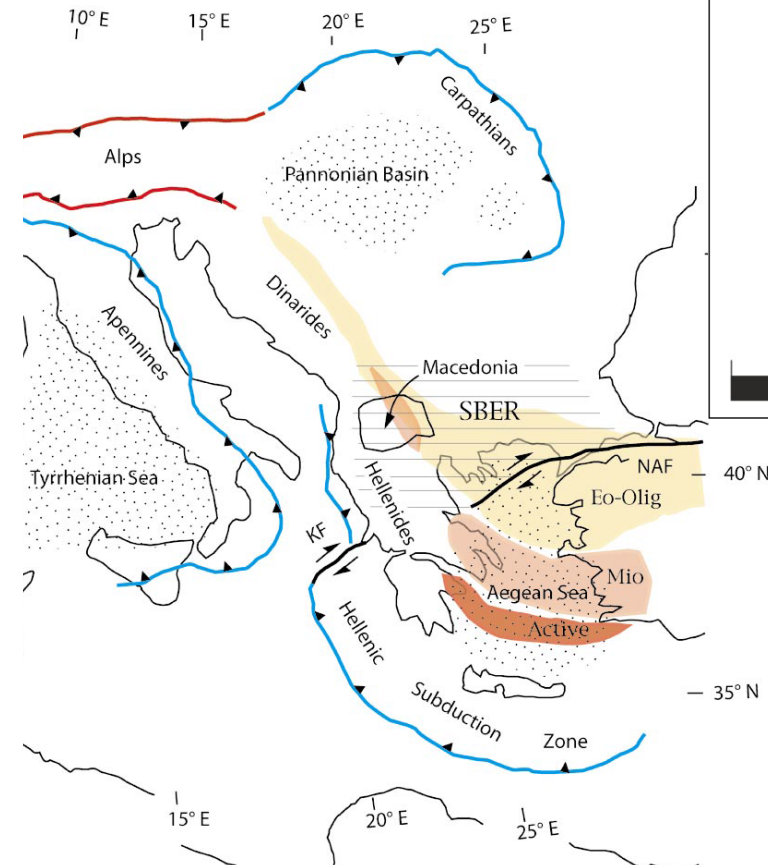 10° E
15° E
20° E
25° E
Carpathians
Alps
Pannonian Basin
Dinarides
Apennines
Macedonia
SBER
NAF
40° N
Tyrrhenian Sea
Hellenides
Eo-Olig
KF
Mio
Aegean Sea
Active
Hellenic
Subduction
Zone
35° N
15° E
20° E
25° E